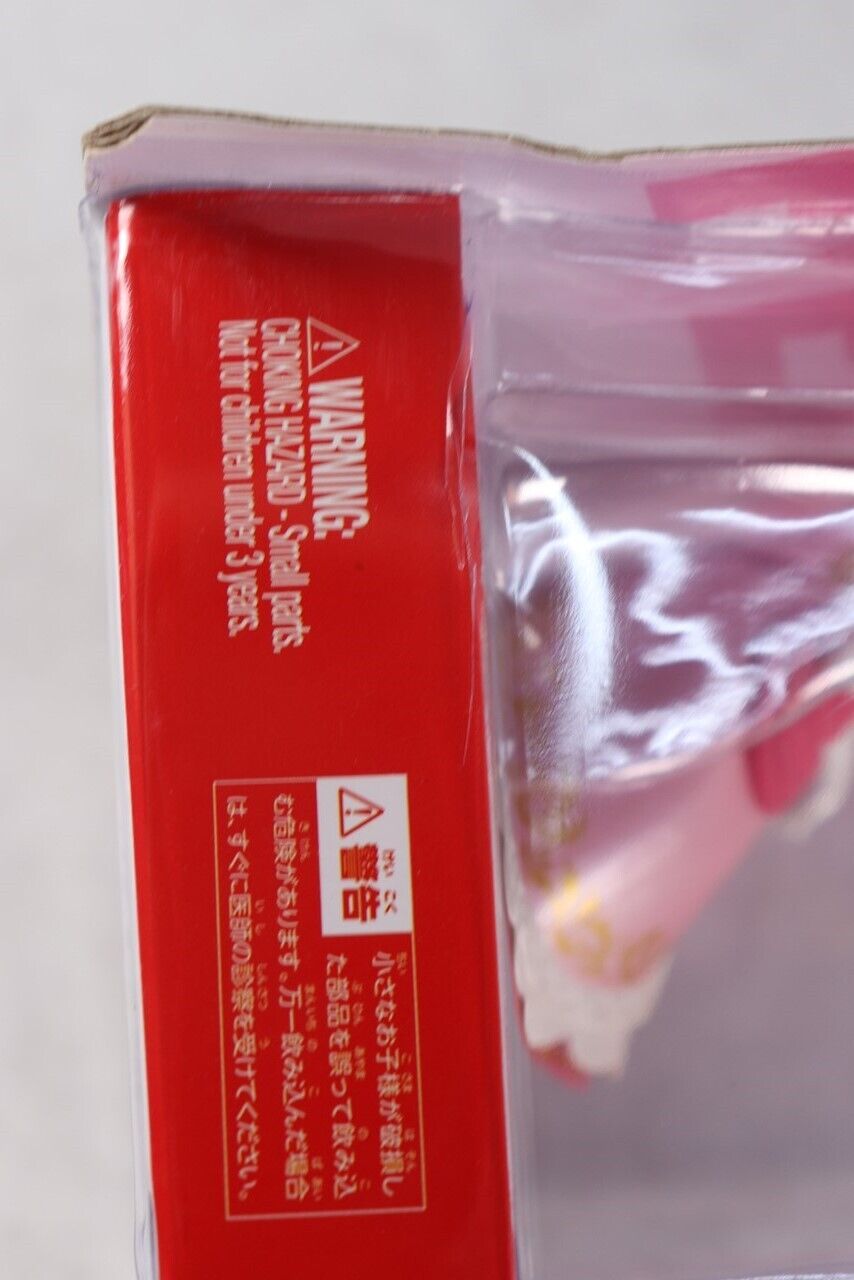 WARNING:
CHOKING HAZARD - Small parts.
Not for children under 3 years.
警告
小さなお子様が破損し
た部品を誤って飲み込
む危険があります。万一飲み込んだ場合
は、すぐに医師の診察を受けてください。